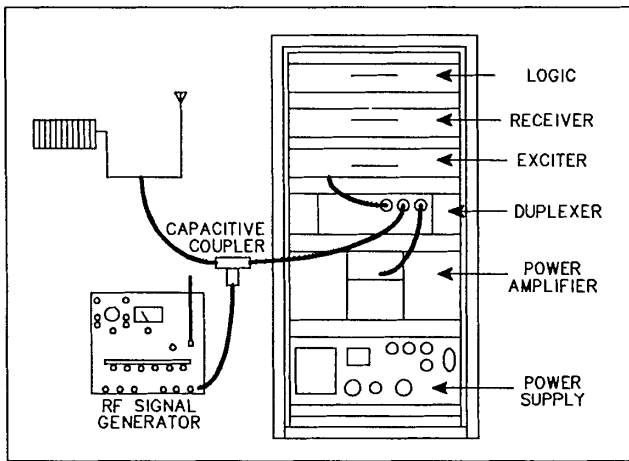 LOGIC
RECEIVER
EXCITER
DUPLEXER
CAPACITIVE
COUPLER
POWER
AMPLIFIER
RF SIGNAL
GENERATOR
POWER
SUPPLY